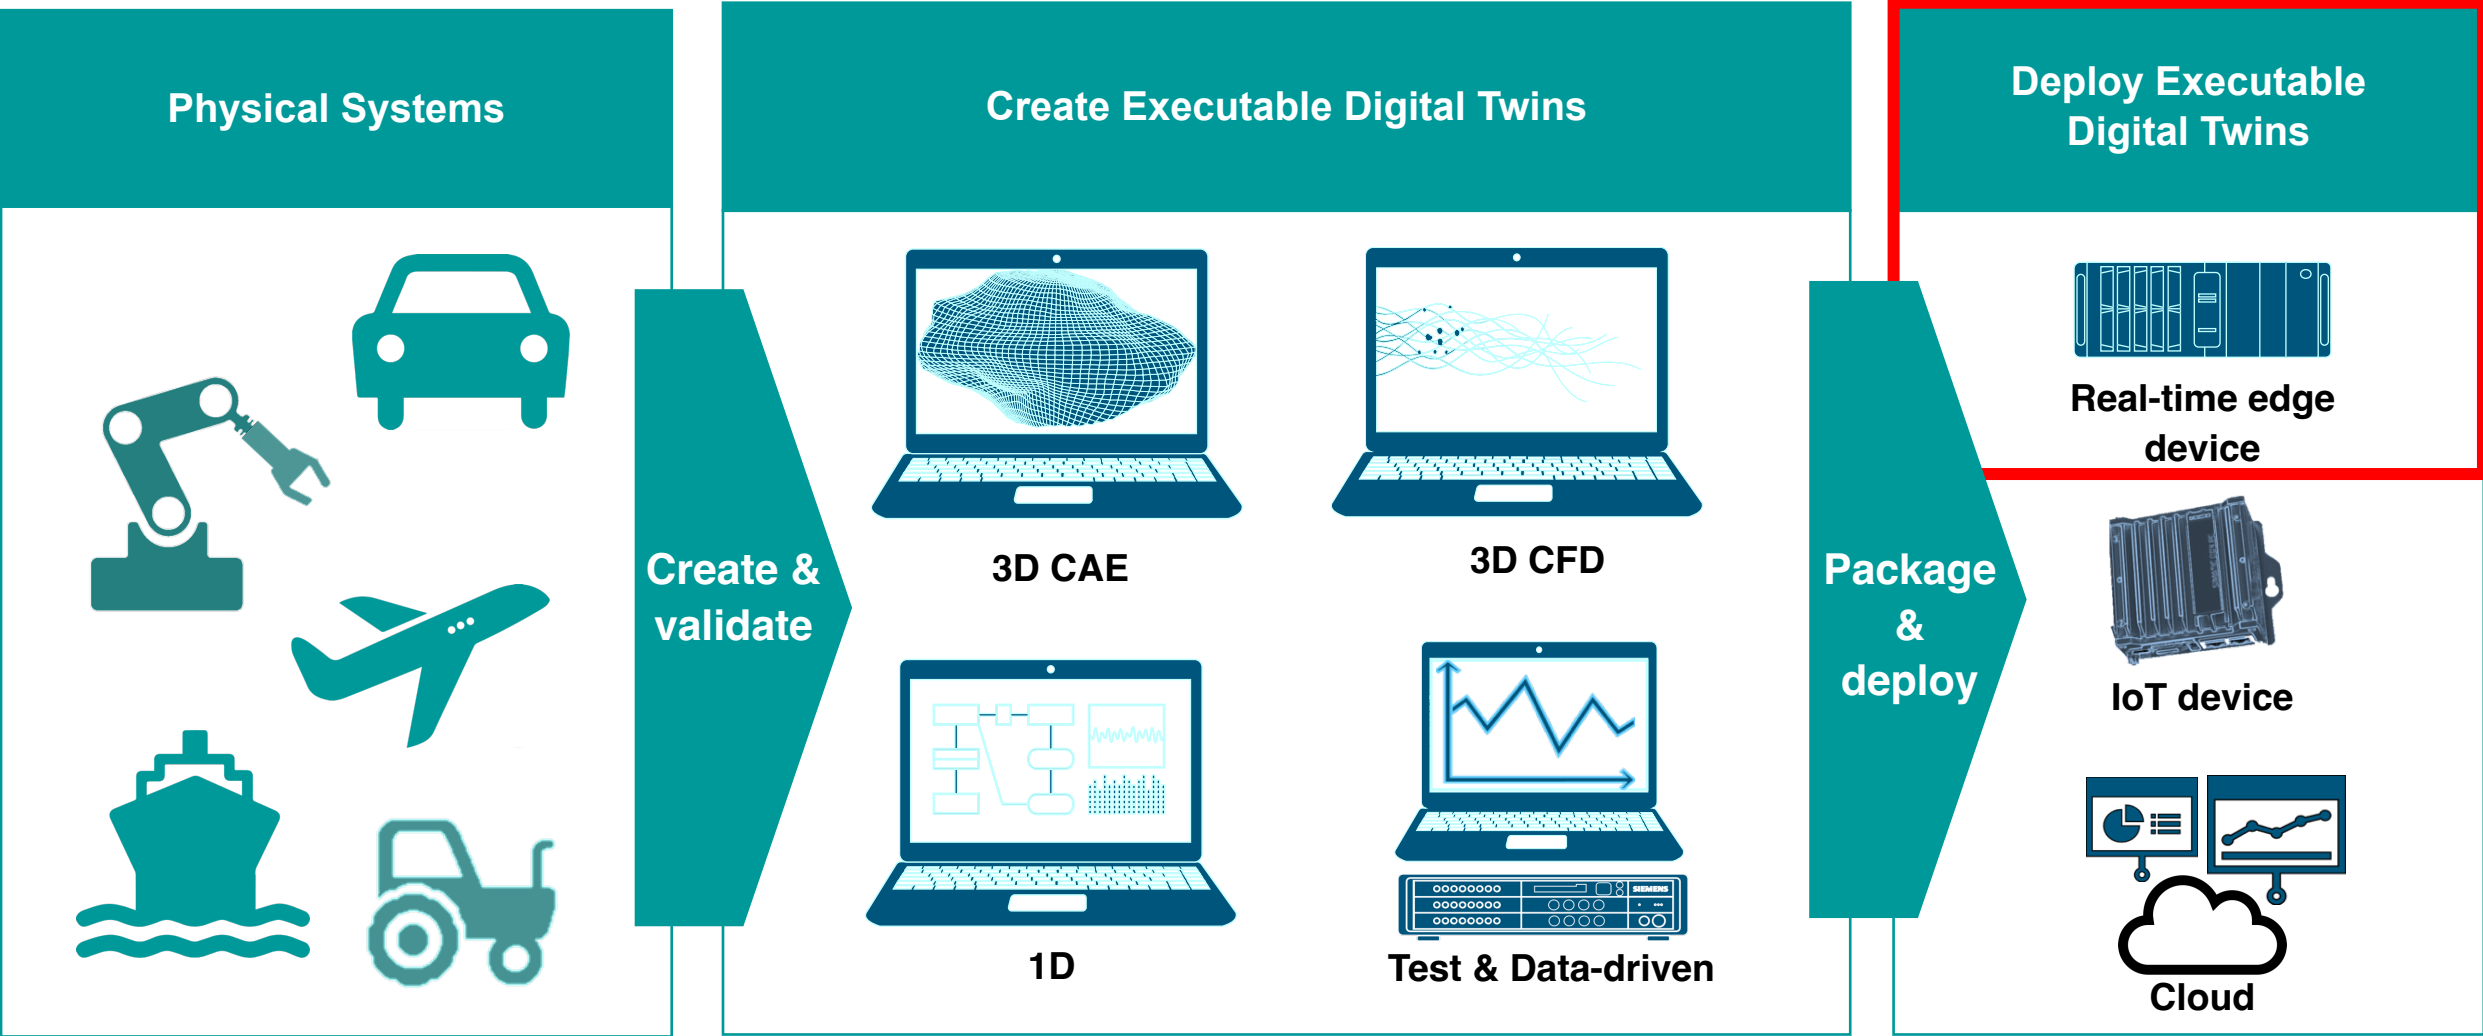 Physical Systems
Create Executable Digital Twins
Deploy Executable
Digital Twins
Create &
validate
3D CAE
3D CFD
1D
SIEMENS
Test & Data-driven
Package
&
deploy
Real-time edge
device
IoT device
Cloud